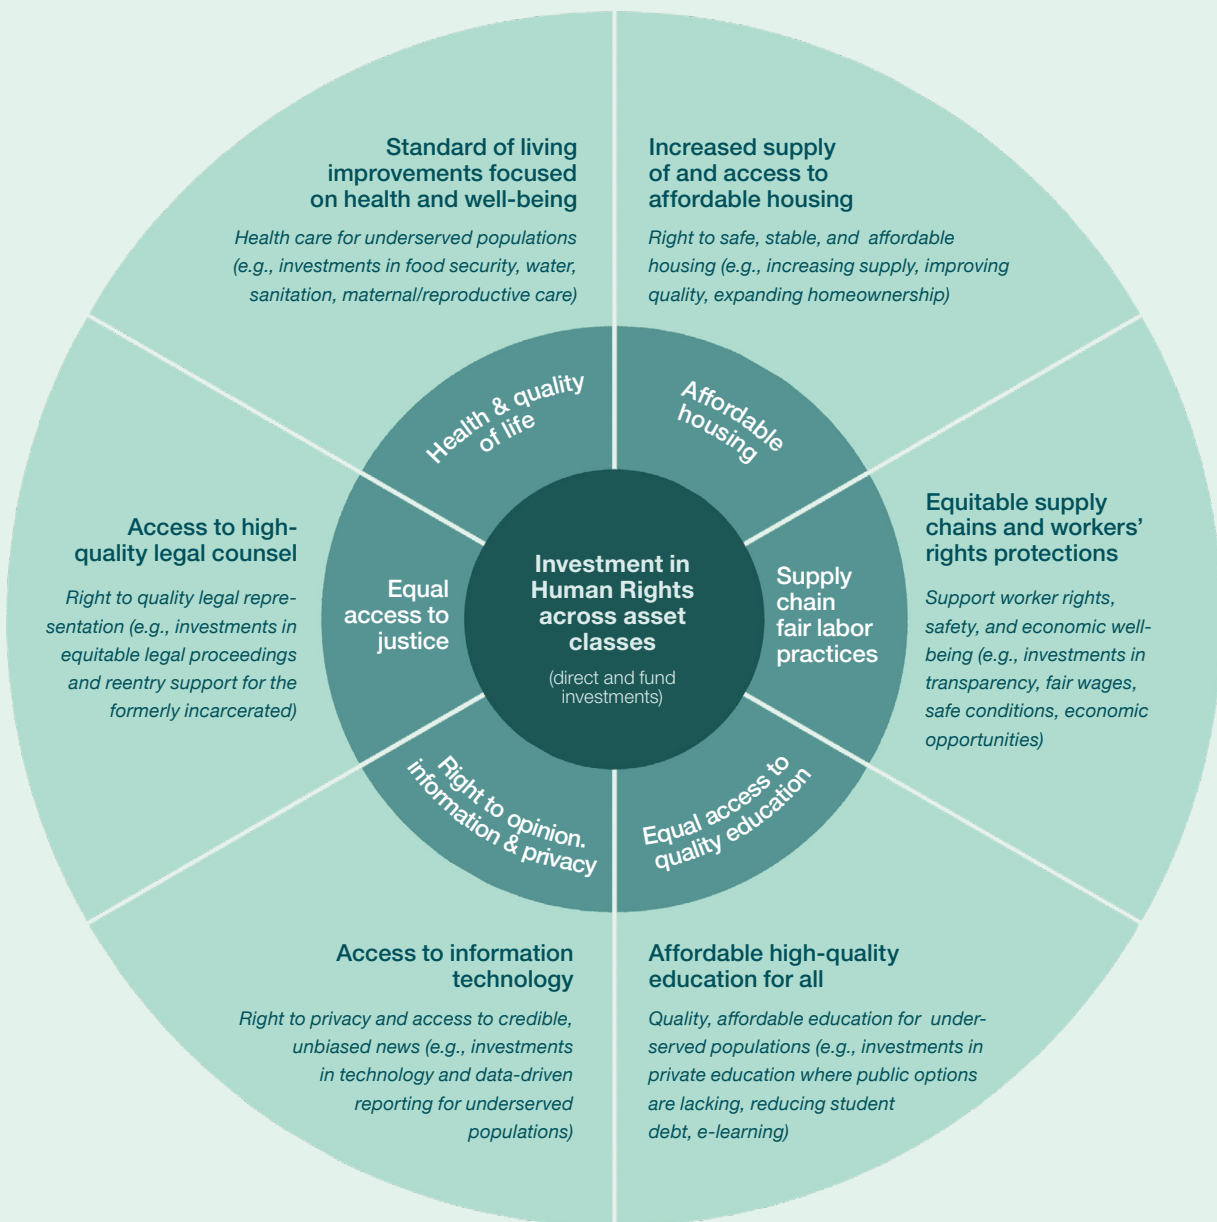 Standard of living
improvements focused
on health and well-being
Health care for underserved populations
(e.g., investments in food security, water,
sanitation, maternal/reproductive care)
Increased supply
of and access to
affordable housing
Right to safe, stable, and affordable
housing (e.g., increasing supply, improving
quality, expanding homeownership)
Health & quality
of life
Affordable
housing
Access to high-
quality legal counsel
Right to quality legal repre-
sentation (e.g., investments in
equitable legal proceedings
and reentry support for the
formerly incarcerated)
Equal
access to
justice
Investment in
Human Rights
across asset
classes
(direct and fund
investments)
Supply
chain
fair labor
practices
Equitable supply
chains and workers’
rights protections
Support worker rights,
safety, and economic well-
being (e.g., investments in
transparency, fair wages,
safe conditions, economic
opportunities)
Right to opinion.
information & privacy
Equal access to
quality education
Access to information
technology
Right to privacy and access to credible,
unbiased news (e.g., investments
in technology and data-driven
reporting for underserved
populations)
Affordable high-quality
education for all
Quality, affordable education for under-
served populations (e.g., investments in
private education where public options
are lacking, reducing student
debt, e-learning)